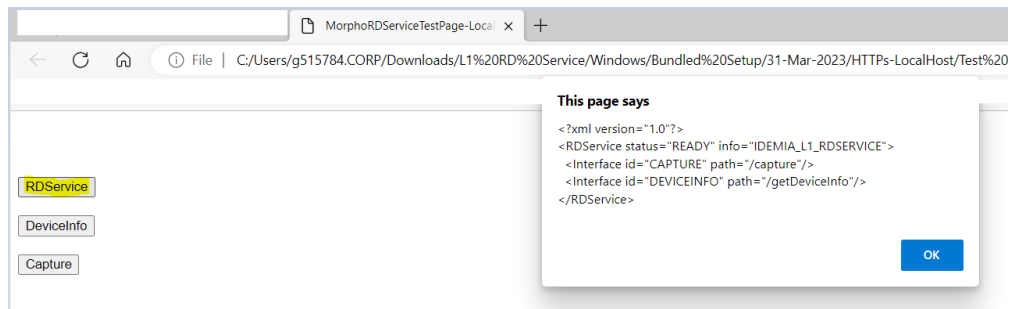 MorphoRDServiceTestPage-Local
File | C:/Users/g515784.CORP/Downloads/L1%20RD%20Service/Windows/Bundled%20Setup/31-Mar-2023/HTTPs-LocalHost/Test%20
This page says
<?xml version="1.0"?>
<RDService status="READY" info="IDEMIA_L1_RDSERVICE">
<Interface id="CAPTURE" path="/capture"/>
<Interface id="DEVICEINFO" path="/getDeviceInfo"/>
</RDService>
OK
RDService
DeviceInfo
Capture